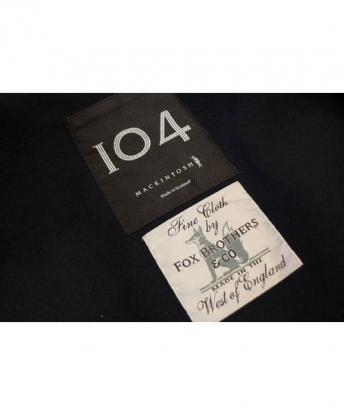 104
MACKINTOSH
Made in Scotland
Fine Cloth
by
FOX BROTHERS
& CO.
MADE IN THE
West of England